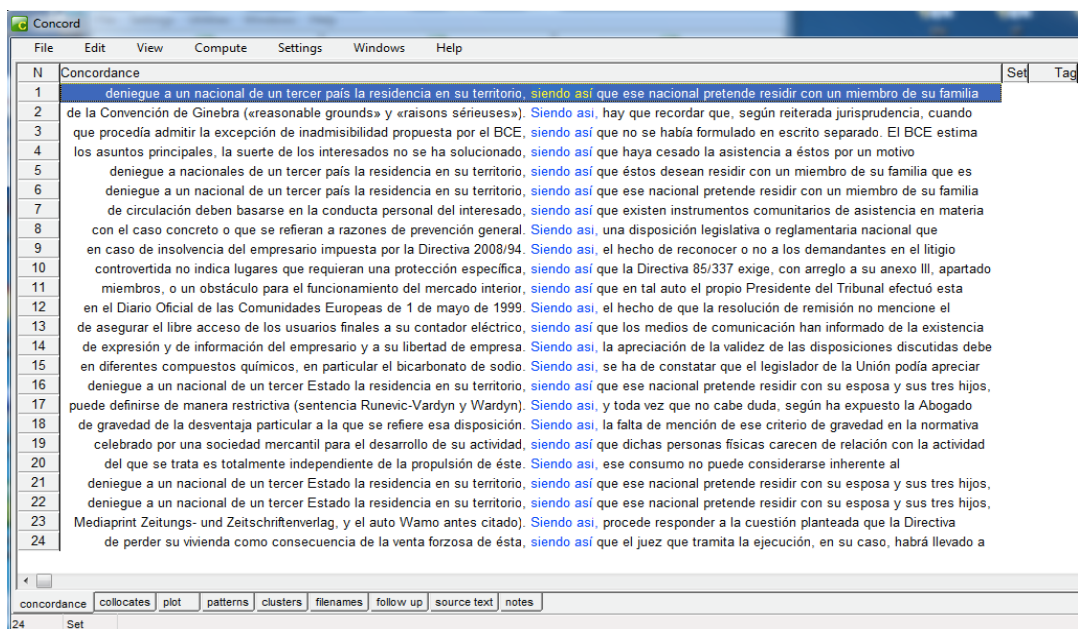 Concord
File Edit View Compute Settings Windows Help
N Concordance Set Tag
1 deniegue a un nacional de un tercer país la residencia en su territorio, siendo así que ese nacional pretende residir con un miembro de su familia
2 de la Convención de Ginebra («reasonable grounds» y «raisons sérieuses»). Siendo asi, hay que recordar que, según reiterada jurisprudencia, cuando
3 que procedía admitir la excepción de inadmisibilidad propuesta por el BCE, siendo así que no se había formulado en escrito separado. El BCE estima
4 los asuntos principales, la suerte de los interesados no se ha solucionado, siendo así que haya cesado la asistencia a éstos por un motivo
5 deniegue a nacionales de un tercer país la residencia en su territorio, siendo así que éstos desean residir con un miembro de su familia que es
6 deniegue a un nacional de un tercer país la residencia en su territorio, siendo así que ese nacional pretende residir con un miembro de su familia
7 de circulación deben basarse en la conducta personal del interesado, siendo así que existen instrumentos comunitarios de asistencia en materia
8 con el caso concreto o que se refieran a razones de prevención general. Siendo asi, una disposición legislativa o reglamentaria nacional que
9 en caso de insolvencia del empresario impuesta por la Directiva 2008/94. Siendo asi, el hecho de reconocer o no a los demandantes en el litigio
10 controvertida no indica lugares que requieran una protección específica, siendo así que la Directiva 85/337 exige, con arreglo a su anexo III, apartado
11 miembros, o un obstáculo para el funcionamiento del mercado interior, siendo así que en tal auto el propio Presidente del Tribunal efectuó esta
12 en el Diario Oficial de las Comunidades Europeas de 1 de mayo de 1999. Siendo asi, el hecho de que la resolución de remisión no mencione el
13 de asegurar el libre acceso de los usuarios finales a su contador eléctrico, siendo así que los medios de comunicación han informado de la existencia
14 de expresión y de información del empresario y a su libertad de empresa. Siendo asi, la apreciación de la validez de las disposiciones discutidas debe
15 en diferentes compuestos químicos, en particular el bicarbonato de sodio. Siendo asi, se ha de constatar que el legislador de la Unión podía apreciar
16 deniegue a un nacional de un tercer Estado la residencia en su territorio, siendo así que ese nacional pretende residir con su esposa y sus tres hijos,
17 puede definirse de manera restrictiva (sentencia Runevic-Vardyn y Wardyn). Siendo asi, y toda vez que no cabe duda, según ha expuesto la Abogado
18 de gravedad de la desventaja particular a la que se refiere esa disposición. Siendo asi, la falta de mención de ese criterio de gravedad en la normativa
19 celebrado por una sociedad mercantil para el desarrollo de su actividad, siendo así que dichas personas físicas carecen de relación con la actividad
20 del que se trata es totalmente independiente de la propulsión de éste. Siendo asi, ese consumo no puede considerarse inherente al
21 deniegue a un nacional de un tercer Estado la residencia en su territorio, siendo así que ese nacional pretende residir con su esposa y sus tres hijos,
22 deniegue a un nacional de un tercer Estado la residencia en su territorio, siendo así que ese nacional pretende residir con su esposa y sus tres hijos,
23 Mediaprint Zeitungs- und Zeitschriftenverlag, y el auto Wamo antes citado). Siendo asi, procede responder a la cuestión planteada que la Directiva
24 de perder su vivienda como consecuencia de la venta forzosa de ésta, siendo así que el juez que tramita la ejecución, en su caso, habrá llevado a
concordance collocates plot patterns clusters filenames follow up source text notes
24 Set